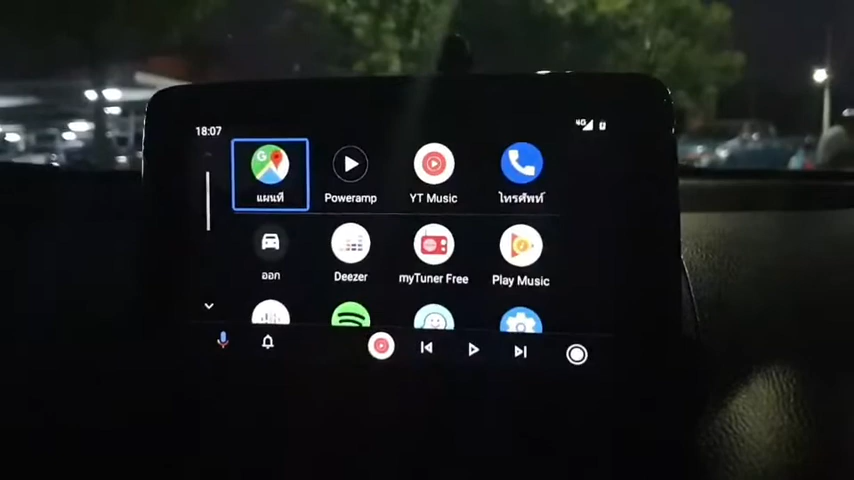 18:07
4G
แผนที่
Poweramp
YT Music
โทรศัพท์
ออก
Deezer
myTuner Free
Play Music